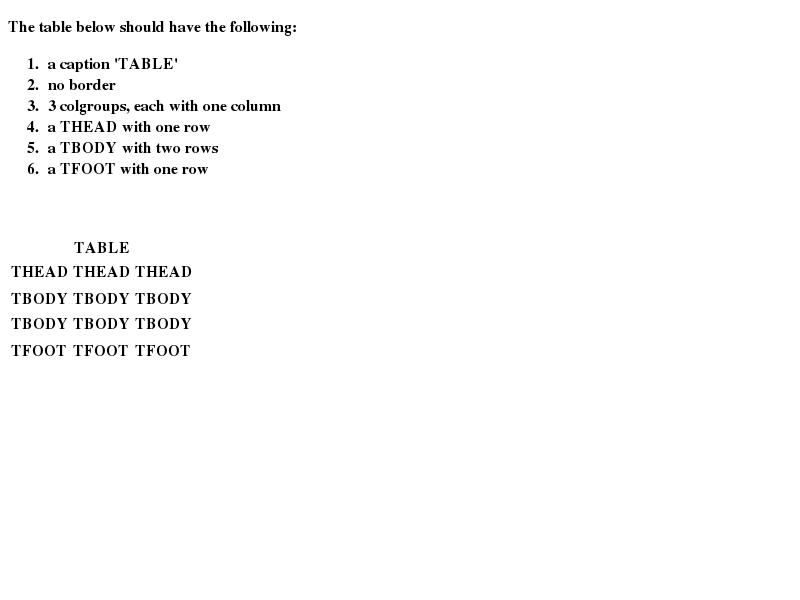 The table below should have the following:
1. a caption 'TABLE'
2. no border
3. 3 colgroups, each with one column
4. a THEAD with one row
5. a TBODY with two rows
6. a TFOOT with one row
TABLE
THEAD THEAD THEAD
TBODY TBODY TBODY
TBODY TBODY TBODY
TFOOT TFOOT TFOOT